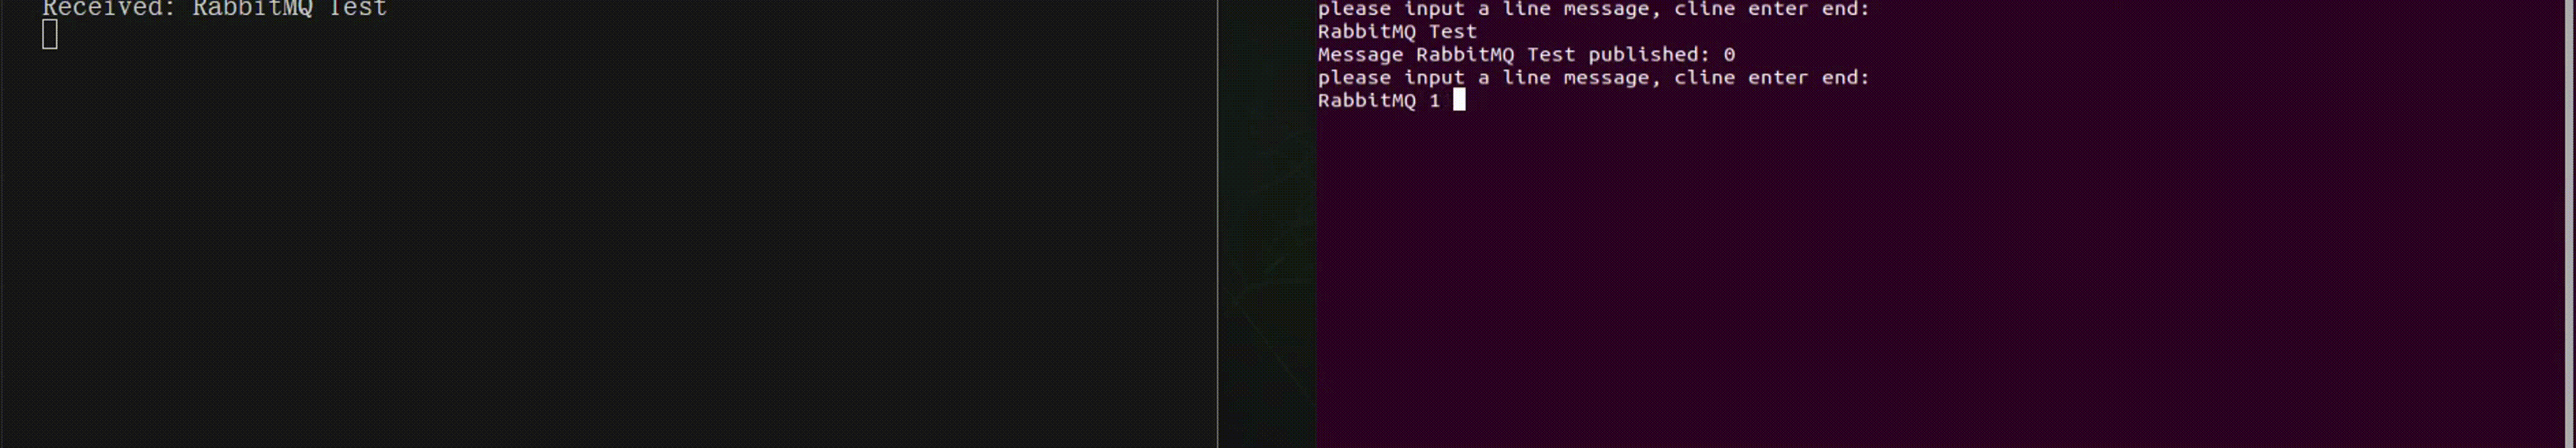 Received: RabbitMQ Test
please input a line message, cline enter end:
RabbitMQ Test
Message RabbitMQ Test published: 0
please input a line message, cline enter end:
RabbitMQ 1